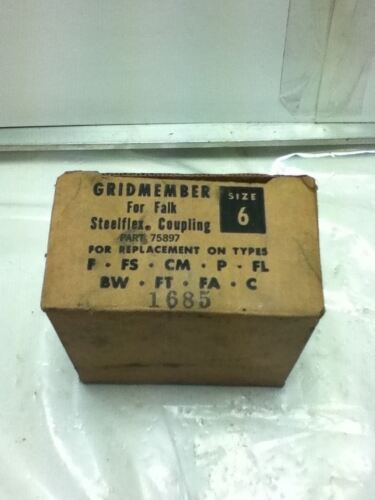 GRIDMEMBER
For Falk
Steelflex® Coupling
SIZE
6
PART 75897
FOR REPLACEMENT ON TYPES
F · FS · CM · P · FL
BW · FT · FA · C
1685